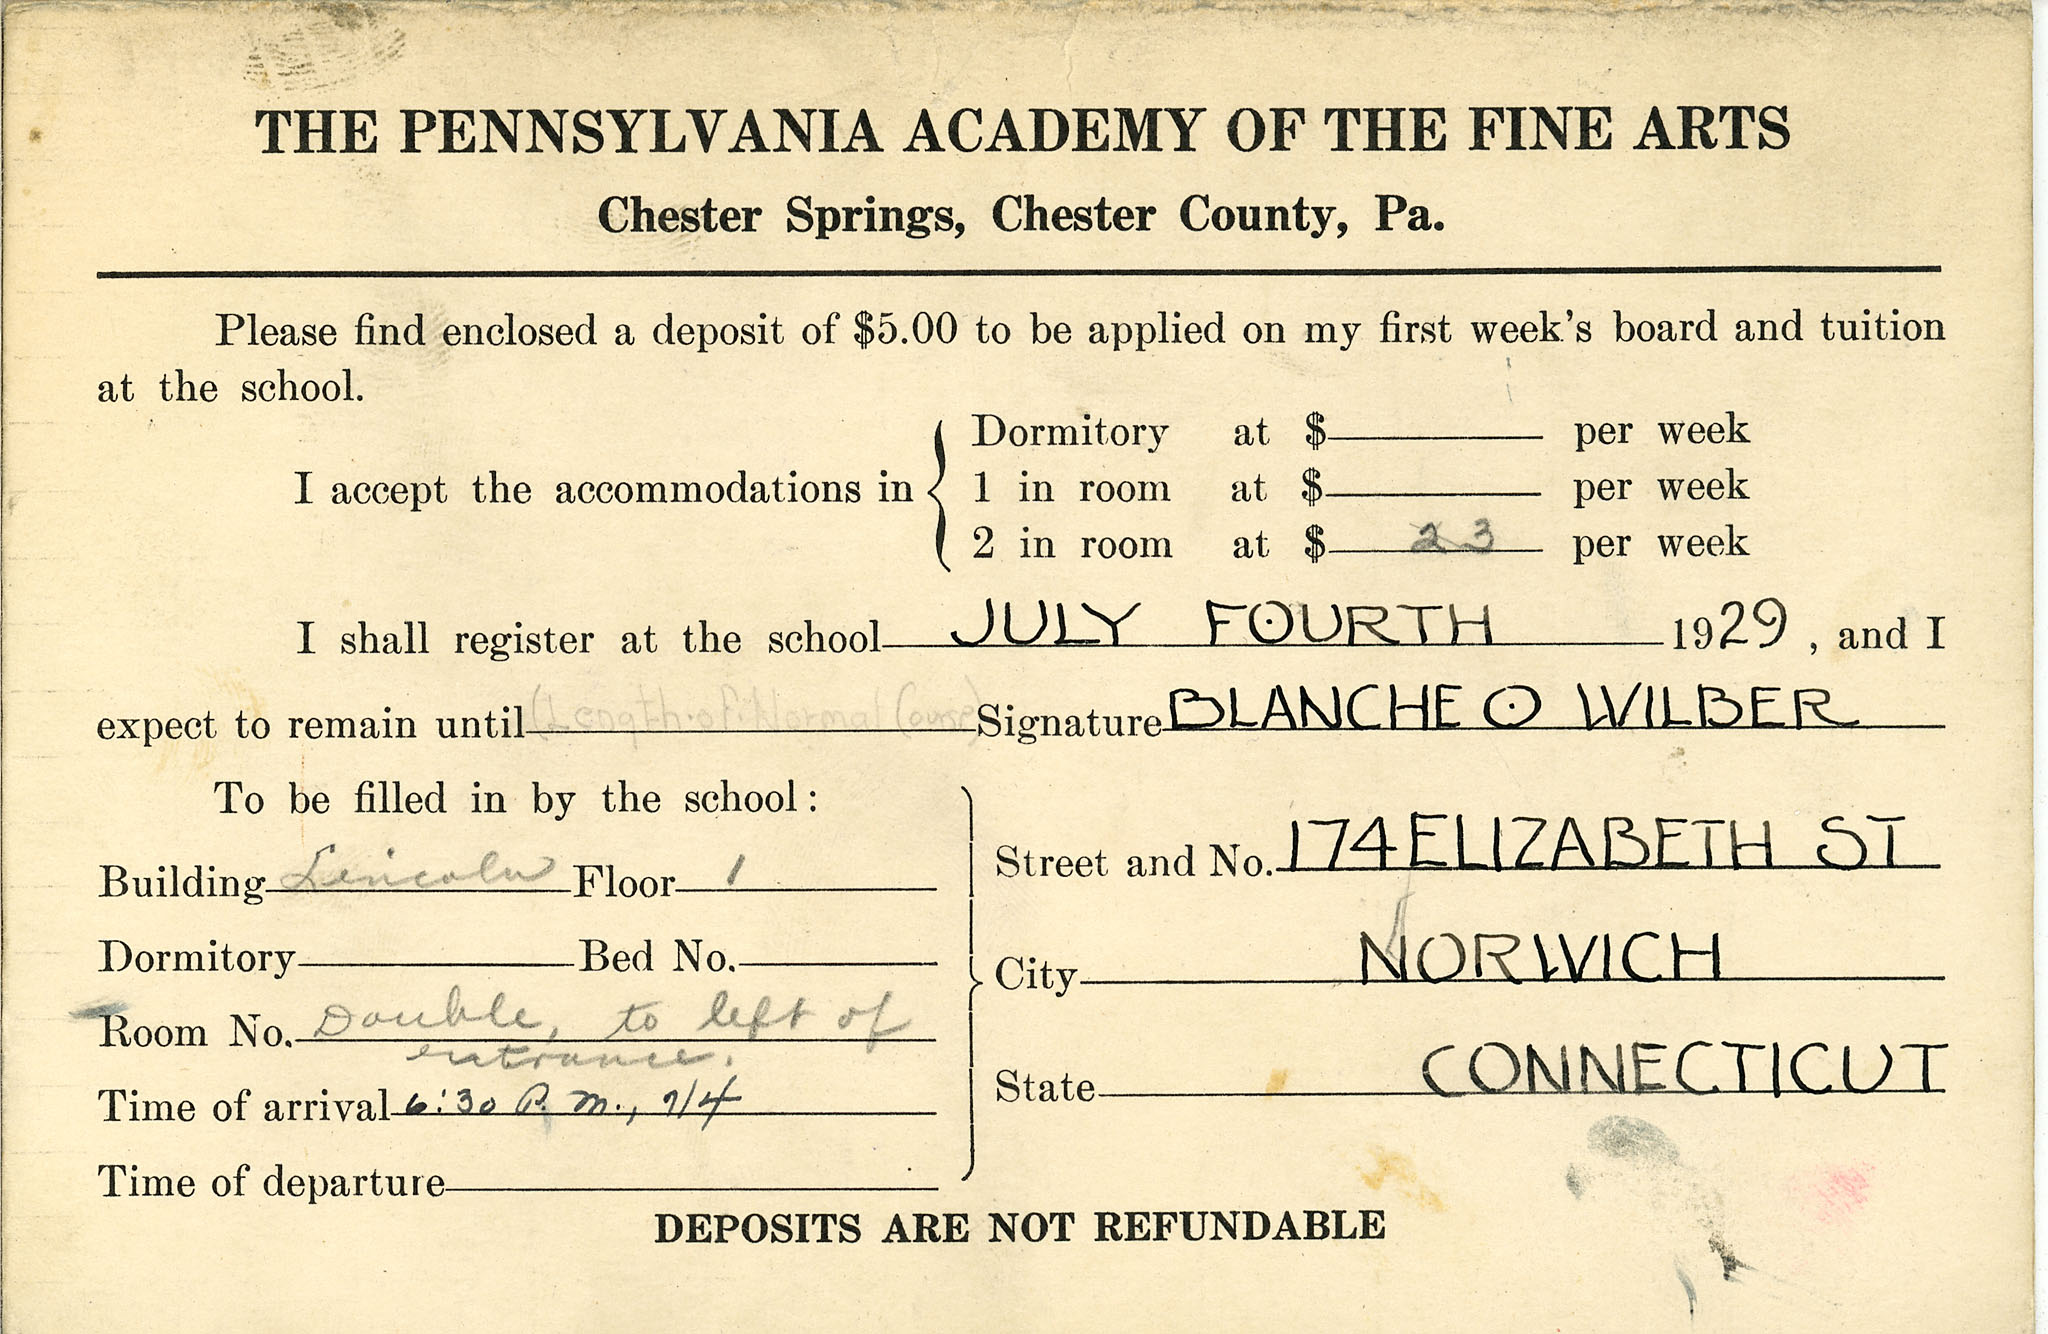 THE PENNSYLVANIA ACADEMY OF THE FINE ARTS
Chester Springs, Chester County, Pa.
Please find enclosed a deposit of $5.00 to be applied on my first week's board and tuition
at the school.
I accept the accommodations in
Dormitory at $ per week
1 in room at $ per week
2 in room at $ 23 per week
I shall register at the school JULY FOURTH 1929, and I
expect to remain until (Length of Normal Course) Signature BLANCHE O WILBER
To be filled in by the school:
Building Lincoln Floor 1
Dormitory Bed No.
Room No. Double, to left of
entrance.
Time of arrival 6:30 P. M., 7/4
Time of departure
Street and No. 174 ELIZABETH ST
City NORWICH
State CONNECTICUT
DEPOSITS ARE NOT REFUNDABLE